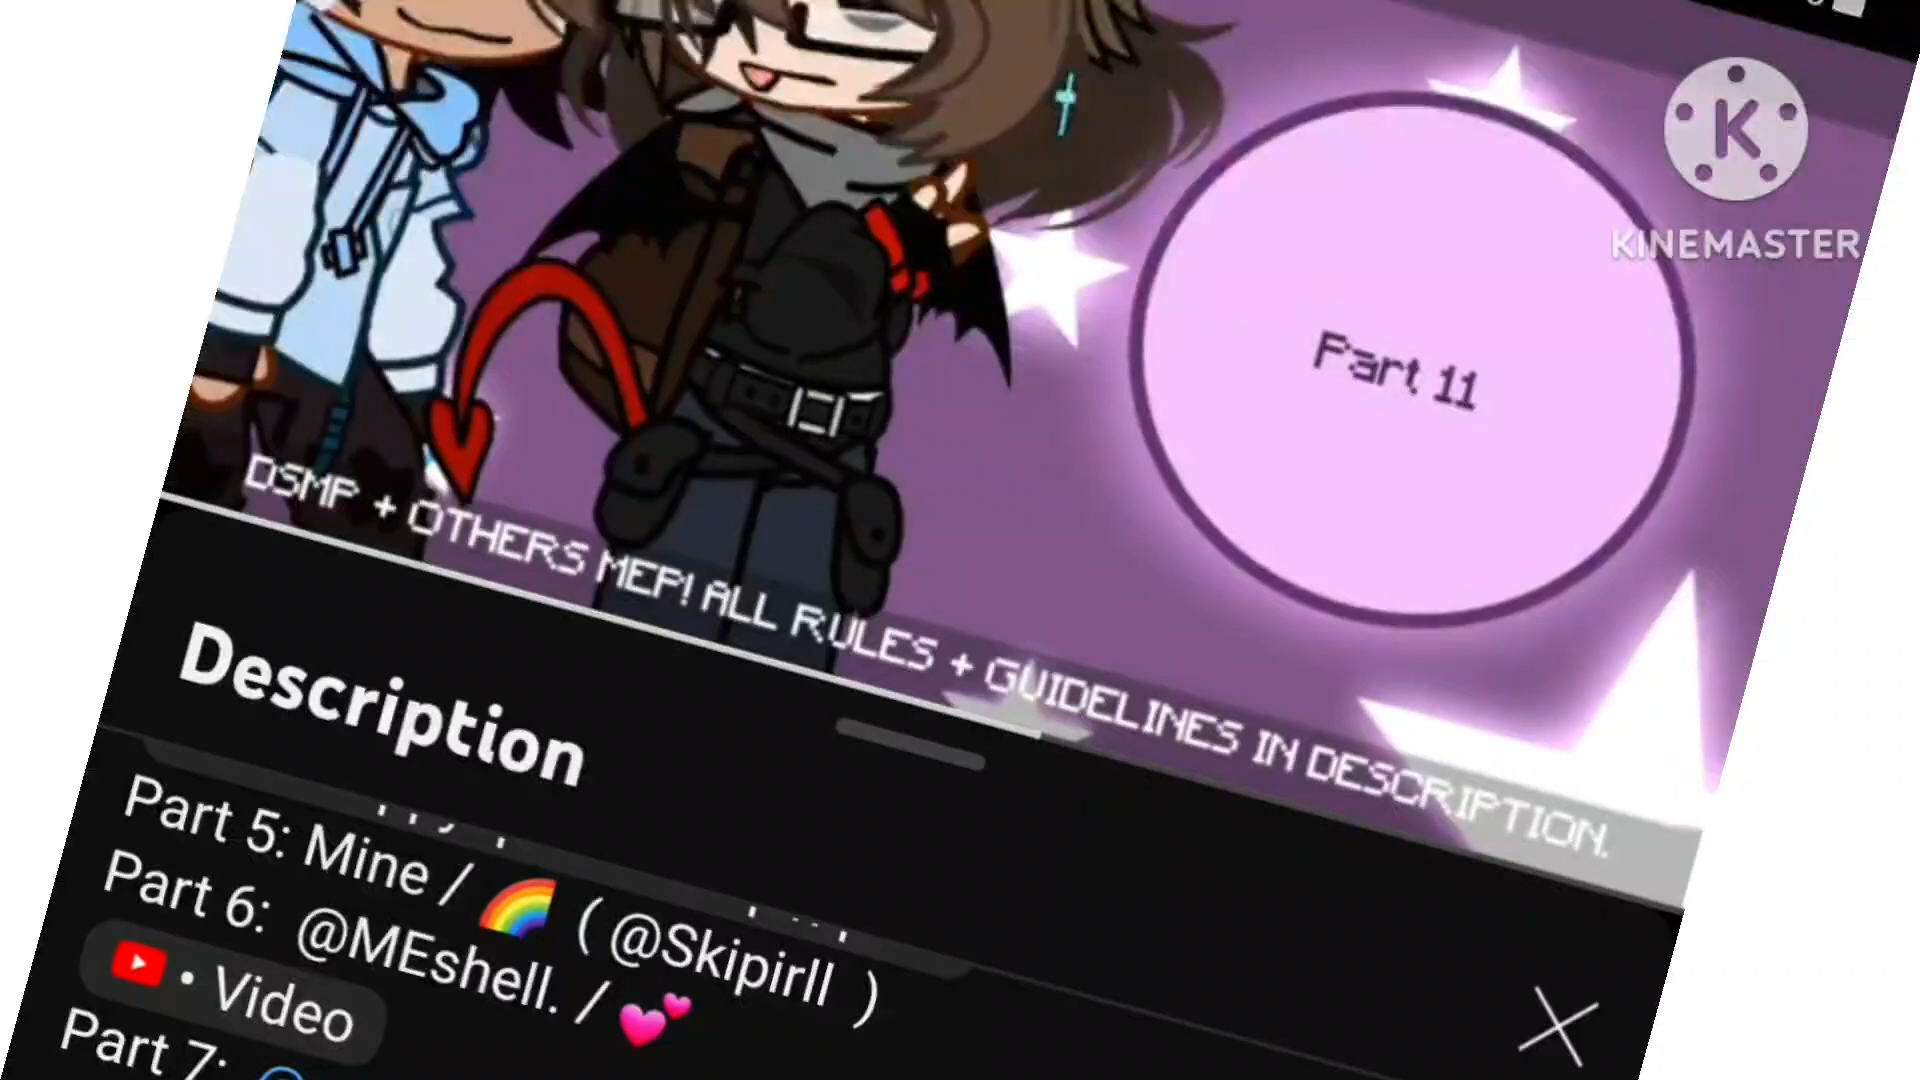 K
KINEMASTER
Part 11
DSMP + OTHERS MEP! ALL RULES + GUIDELINES IN DESCRIPTION.
Description
Part 5: Mine / 🌈 ( @Skipirll )
Part 6: @MEshell. / 💕
• Video
Part 7: